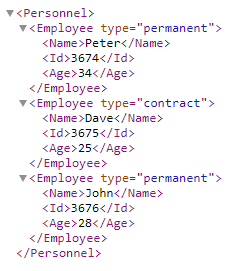 <Personnel>
<Employee type="permanent">
<Name>Peter</Name>
<Id>3674</Id>
<Age>34</Age>
</Employee>
<Employee type="contract">
<Name>Dave</Name>
<Id>3675</Id>
<Age>25</Age>
</Employee>
<Employee type="permanent">
<Name>John</Name>
<Id>3676</Id>
<Age>28</Age>
</Employee>
</Personnel>